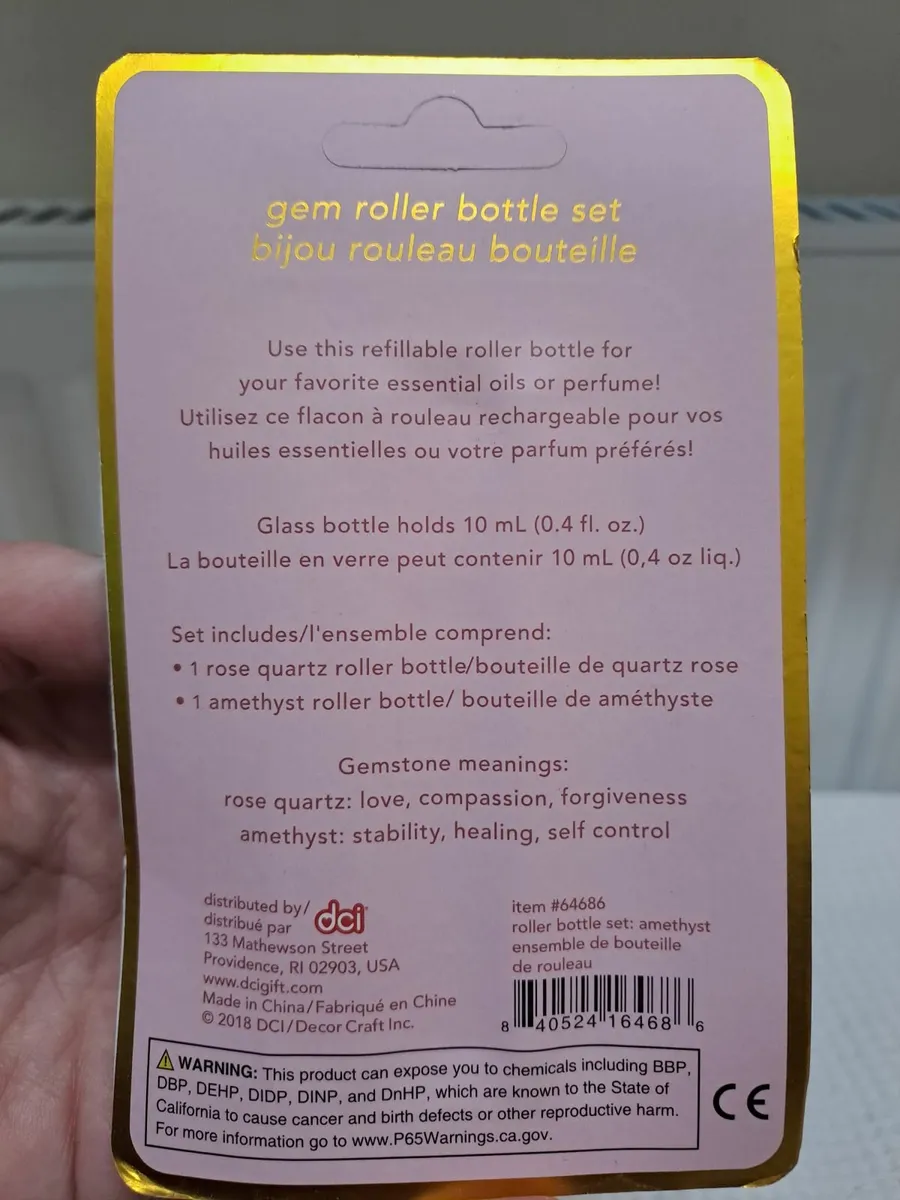 gem roller bottle set
bijou rouleau bouteille
Use this refillable roller bottle for
your favorite essential oils or perfume!
Utilisez ce flacon à rouleau rechargeable pour vos
huiles essentielles ou votre parfum préférés!
Glass bottle holds 10 mL (0.4 fl. oz.)
La bouteille en verre peut contenir 10 mL (0,4 oz liq.)
Set includes/l'ensemble comprend:
• 1 rose quartz roller bottle/bouteille de quartz rose
• 1 amethyst roller bottle/ bouteille de améthyste
Gemstone meanings:
rose quartz: love, compassion, forgiveness
amethyst: stability, healing, self control
distributed by/
distribué par
dci
133 Mathewson Street
Providence, RI 02903, USA
www.dcigift.com
Made in China/Fabriqué en Chine
© 2018 DCI/Decor Craft Inc.
item #64686
roller bottle set: amethyst
ensemble de bouteille
de rouleau
8 40524 16468 6
WARNING: This product can expose you to chemicals including BBP,
DBP, DEHP, DIDP, DINP, and DnHP, which are known to the State of
California to cause cancer and birth defects or other reproductive harm.
For more information go to www.P65Warnings.ca.gov.
CE